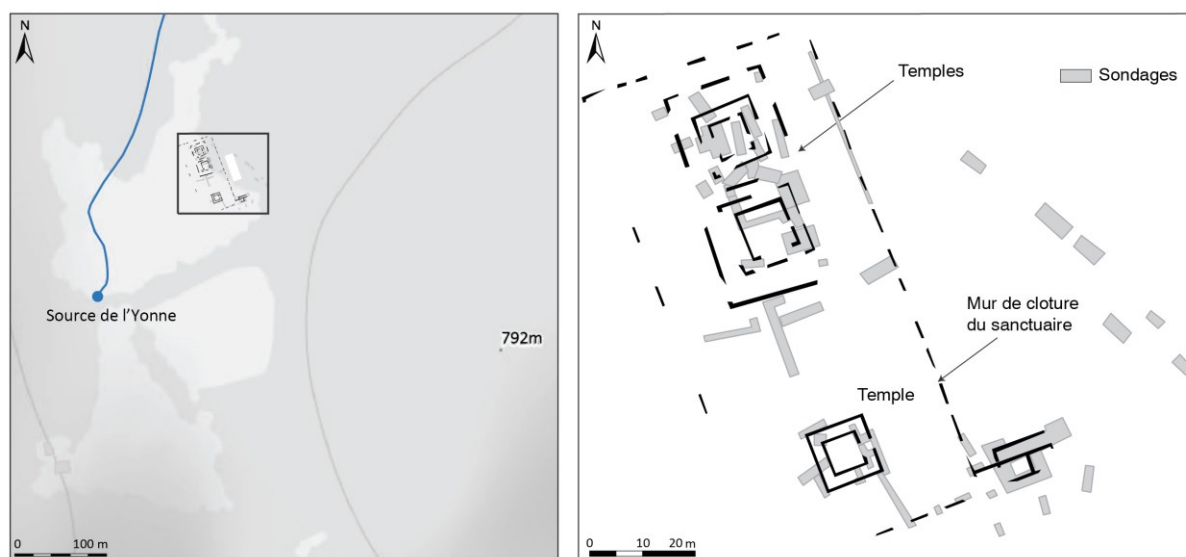 N
Source de l'Yonne
792m
0 100 m
N
Temples
Sondages
Mur de cloture
du sanctuaire
Temple
0 10 20 m